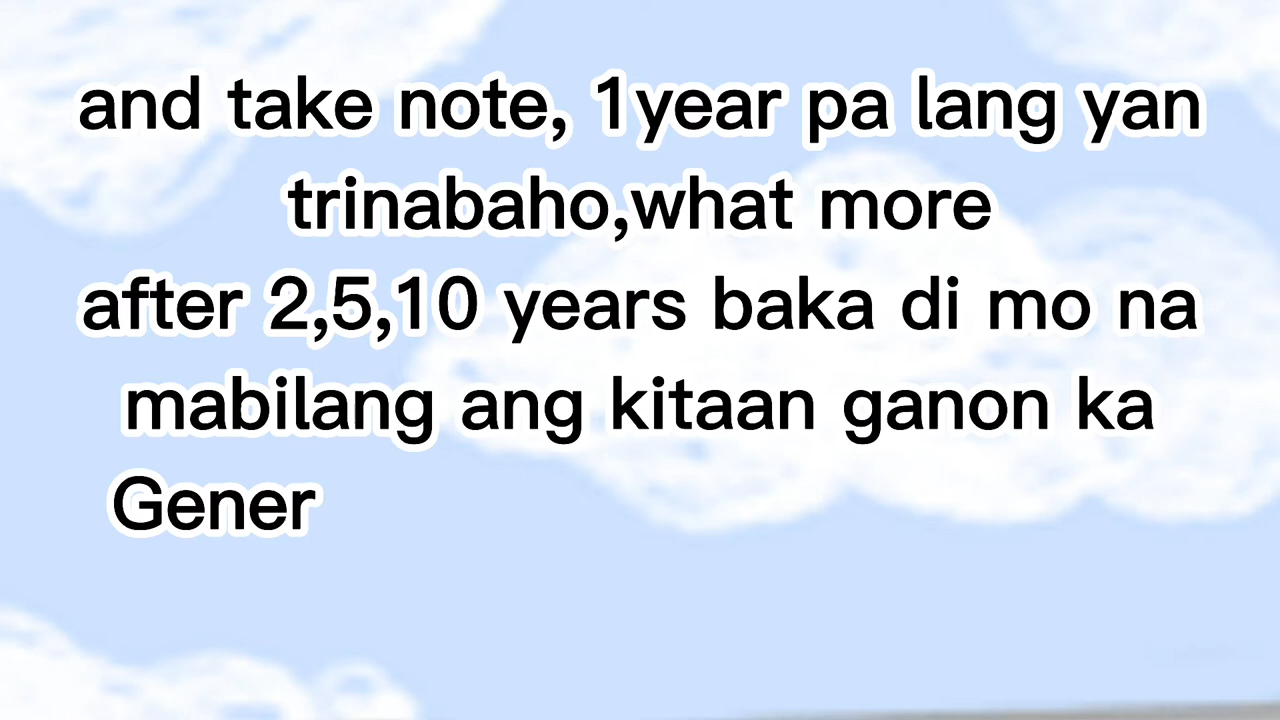 and take note, 1year pa lang yan
trinabaho,what more
after 2,5,10 years baka di mo na
mabilang ang kitaan ganon ka
Gener